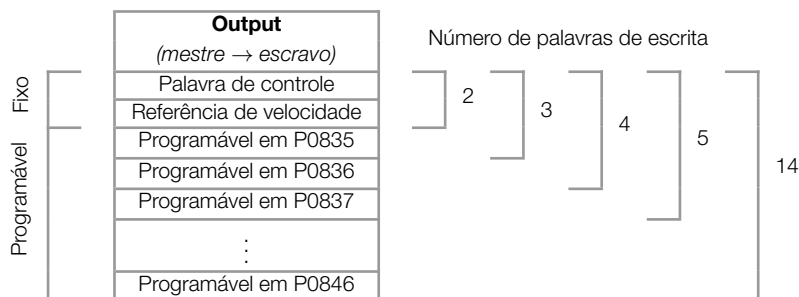 Output
(mestre → escravo)
Número de palavras de escrita
Fixo
Programável
Palavra de controle
Referência de velocidade
Programável em P0835
Programável em P0836
Programável em P0837
⋮
Programável em P0846
2
3
4
5
14